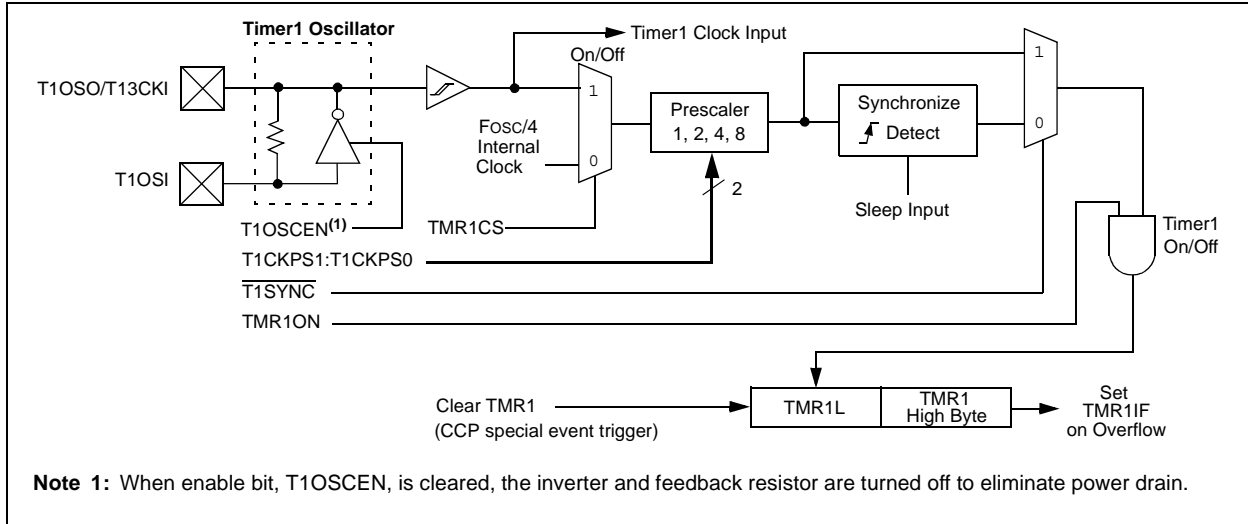 Timer1 Oscillator
Timer1 Clock Input
On/Off
T1OSO/T13CKI
1
1
FOSC/4
Internal
Clock
Prescaler
1, 2, 4, 8
Synchronize
Detect
0
0
T1OSI
2
Sleep Input
T1OSCEN(1)
TMR1CS
Timer1
On/Off
T1CKPS1:T1CKPS0
T1SYNC
TMR1ON
Clear TMR1
(CCP special event trigger)
TMR1L
TMR1
High Byte
Set
TMR1IF
on Overflow
Note 1: When enable bit, T1OSCEN, is cleared, the inverter and feedback resistor are turned off to eliminate power drain.